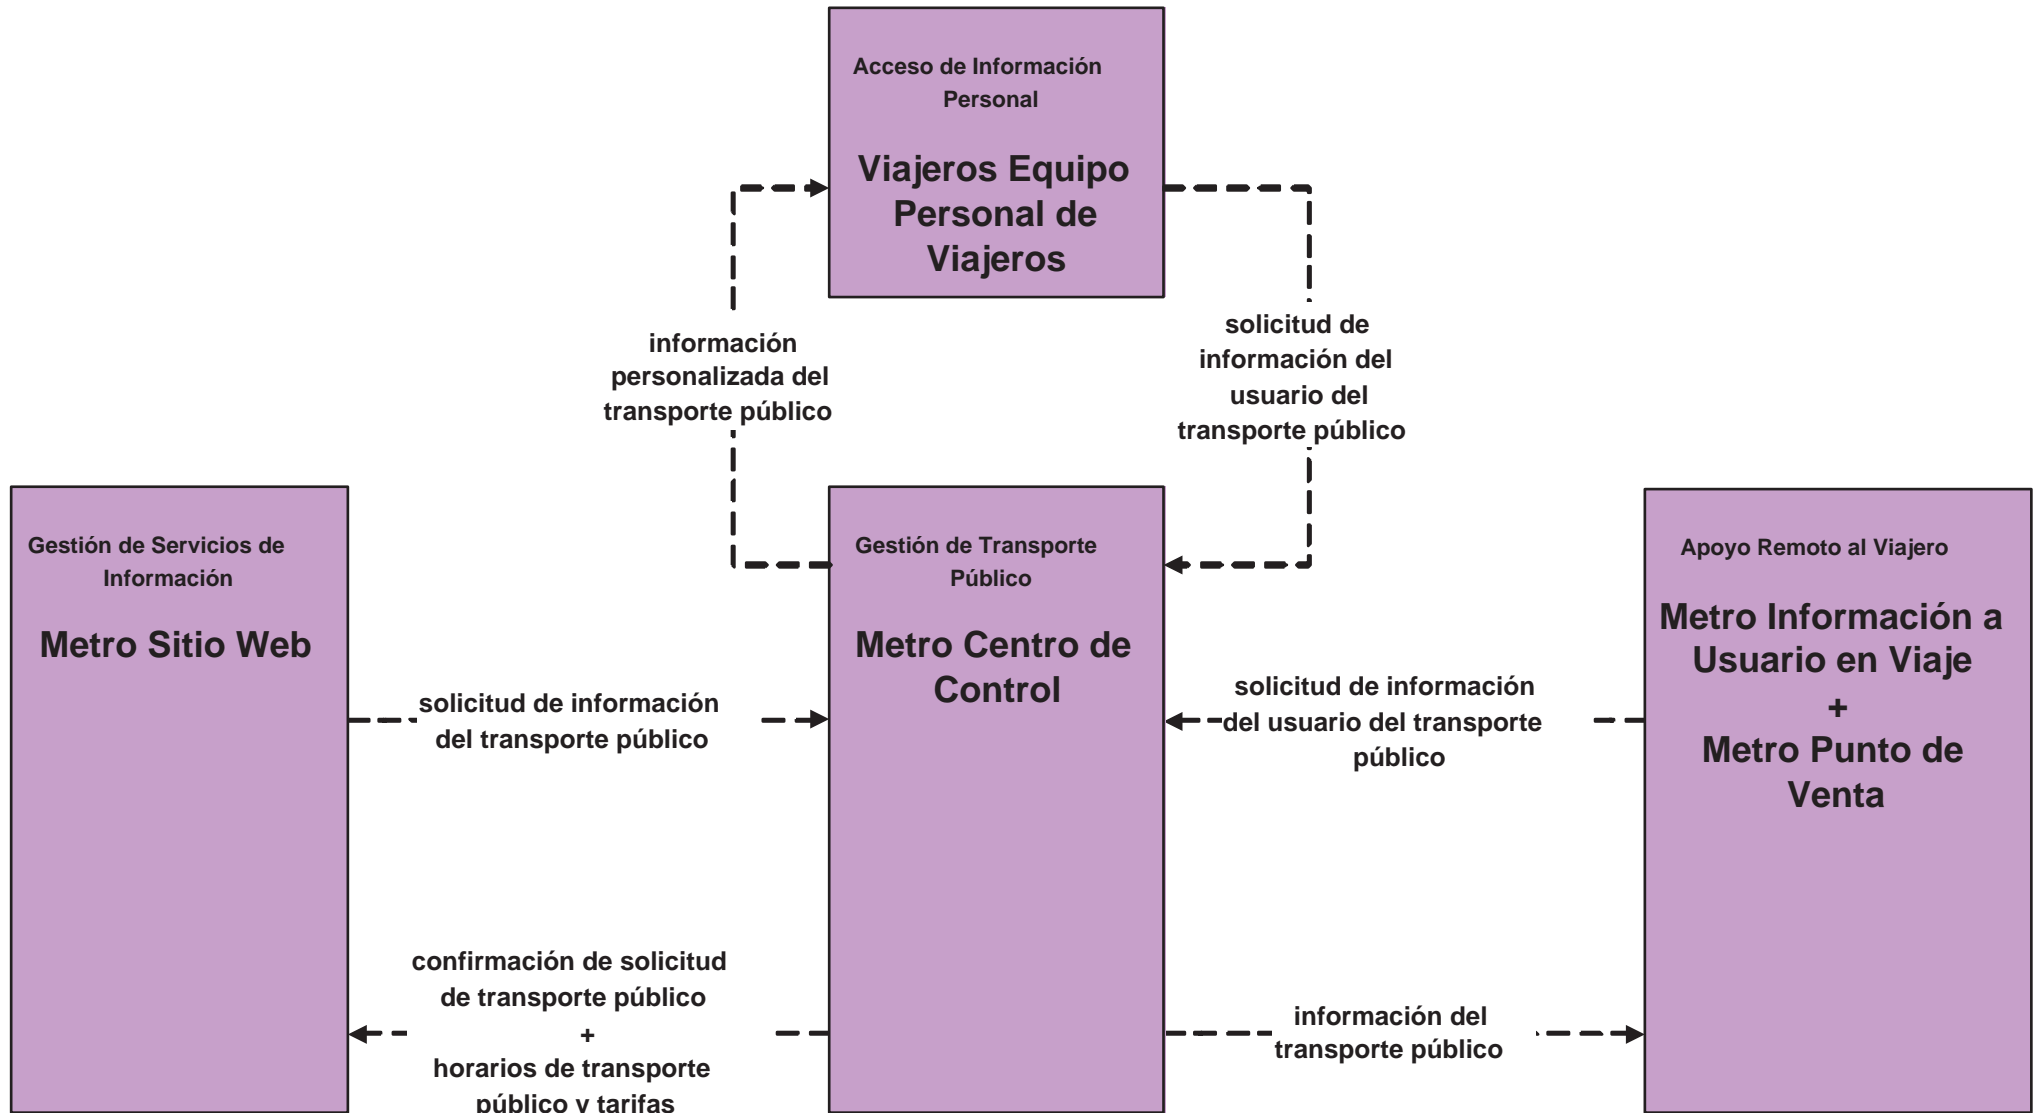 Acceso de Información
Personal
Viajeros Equipo
Personal de
Viajeros
información
personalizada del
transporte público
solicitud de
información del
usuario del
transporte público
Gestión de Servicios de
Información
Metro Sitio Web
solicitud de información
del transporte público
confirmación de solicitud
de transporte público
+
horarios de transporte
público y tarifas
Gestión de Transporte
Público
Metro Centro de
Control
solicitud de información
del usuario del transporte
público
información del
transporte público
Apoyo Remoto al Viajero
Metro Información a
Usuario en Viaje
+
Metro Punto de
Venta